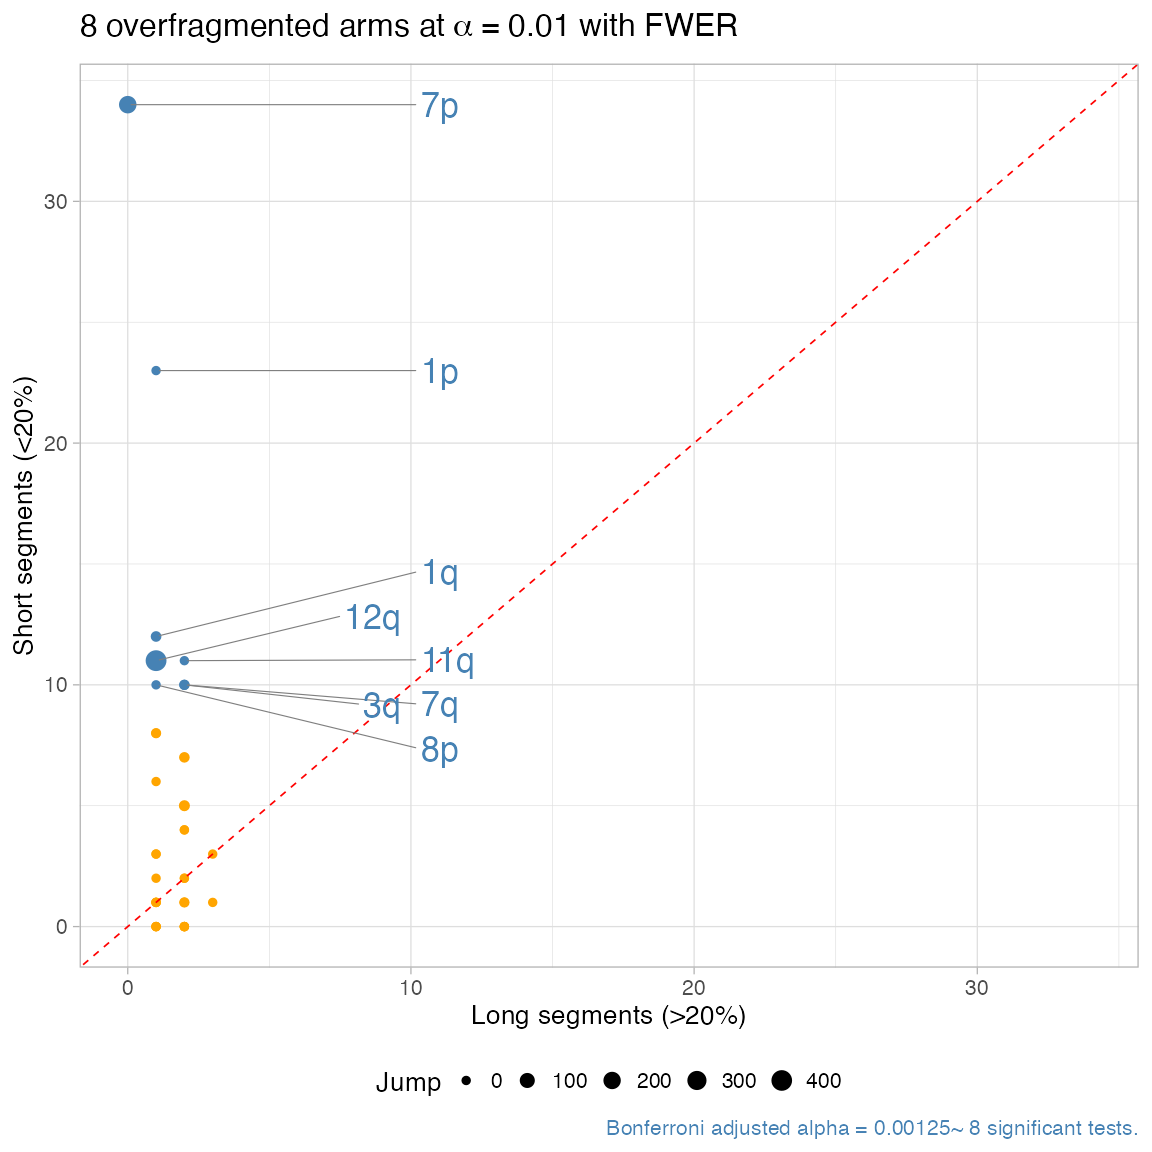 8 overfragmented arms at α = 0.01 with FWER
7p
30
1p
20
Short segments (<20%)
1q
12q
11q
10
3q
7q
8p
0
0 10 20 30
Long segments (>20%)
Jump 0 100 200 300 400
Bonferroni adjusted alpha = 0.00125~ 8 significant tests.